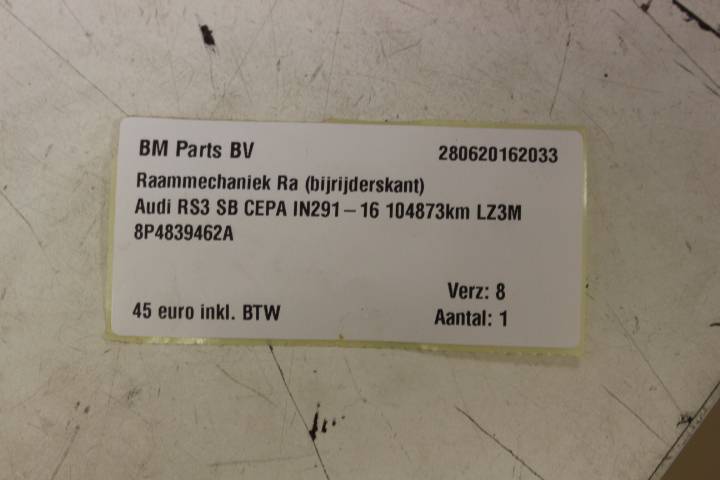 BM Parts BV 280620162033
Raammechaniek Ra (bijrijderskant)
Audi RS3 SB CEPA IN291-16 104873km LZ3M
8P4839462A
Verz: 8
45 euro inkl. BTW Aantal: 1